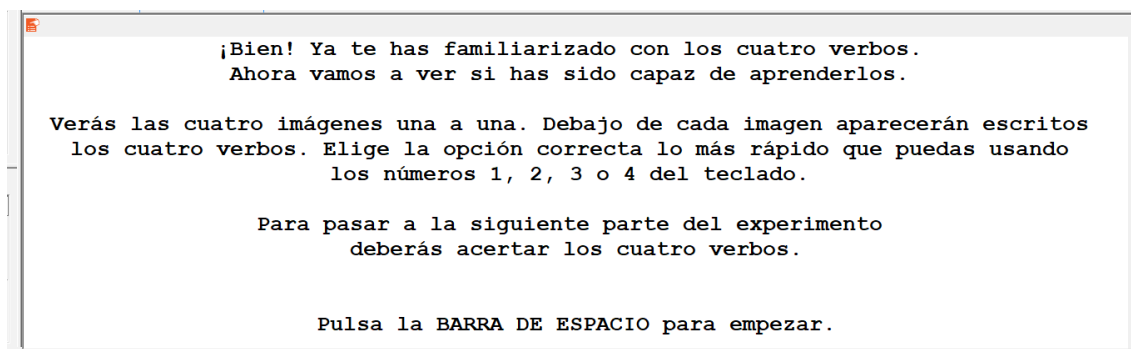 ¡Bien! Ya te has familiarizado con los cuatro verbos.
Ahora vamos a ver si has sido capaz de aprenderlos.
Verás las cuatro imágenes una a una. Debajo de cada imagen aparecerán escritos
los cuatro verbos. Elige la opción correcta lo más rápido que puedas usando
los números 1, 2, 3 o 4 del teclado.
Para pasar a la siguiente parte del experimento
deberás acertar los cuatro verbos.
Pulsa la BARRA DE ESPACIO para empezar.